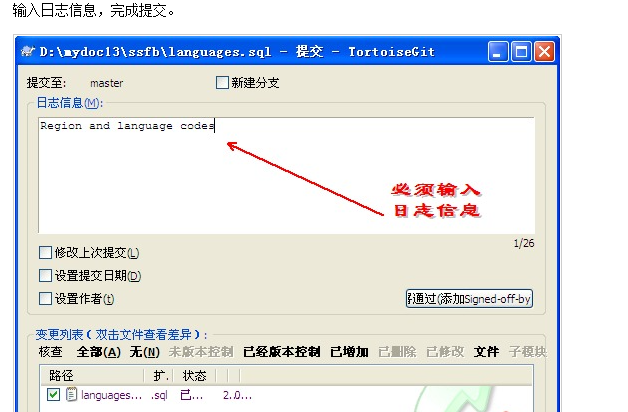 输入日志信息，完成提交。
D:\mydoc13\ssfb\languages.sql - 提交 - TortoiseGit
提交至: master 新建分支
日志信息(M):
Region and language codes
必须输入
日志信息
1/26
修改上次提交(L)
设置提交日期(D)
设置作者(t)
通过(添加Signed-off-by
变更列表(双击文件查看差异):
核查 全部(A) 无(N) 未版本控制 已经版本控制 已增加 已删除 已修改 文件 子模块
路径 扩. 状态
languages... .sql 已... 2..0...